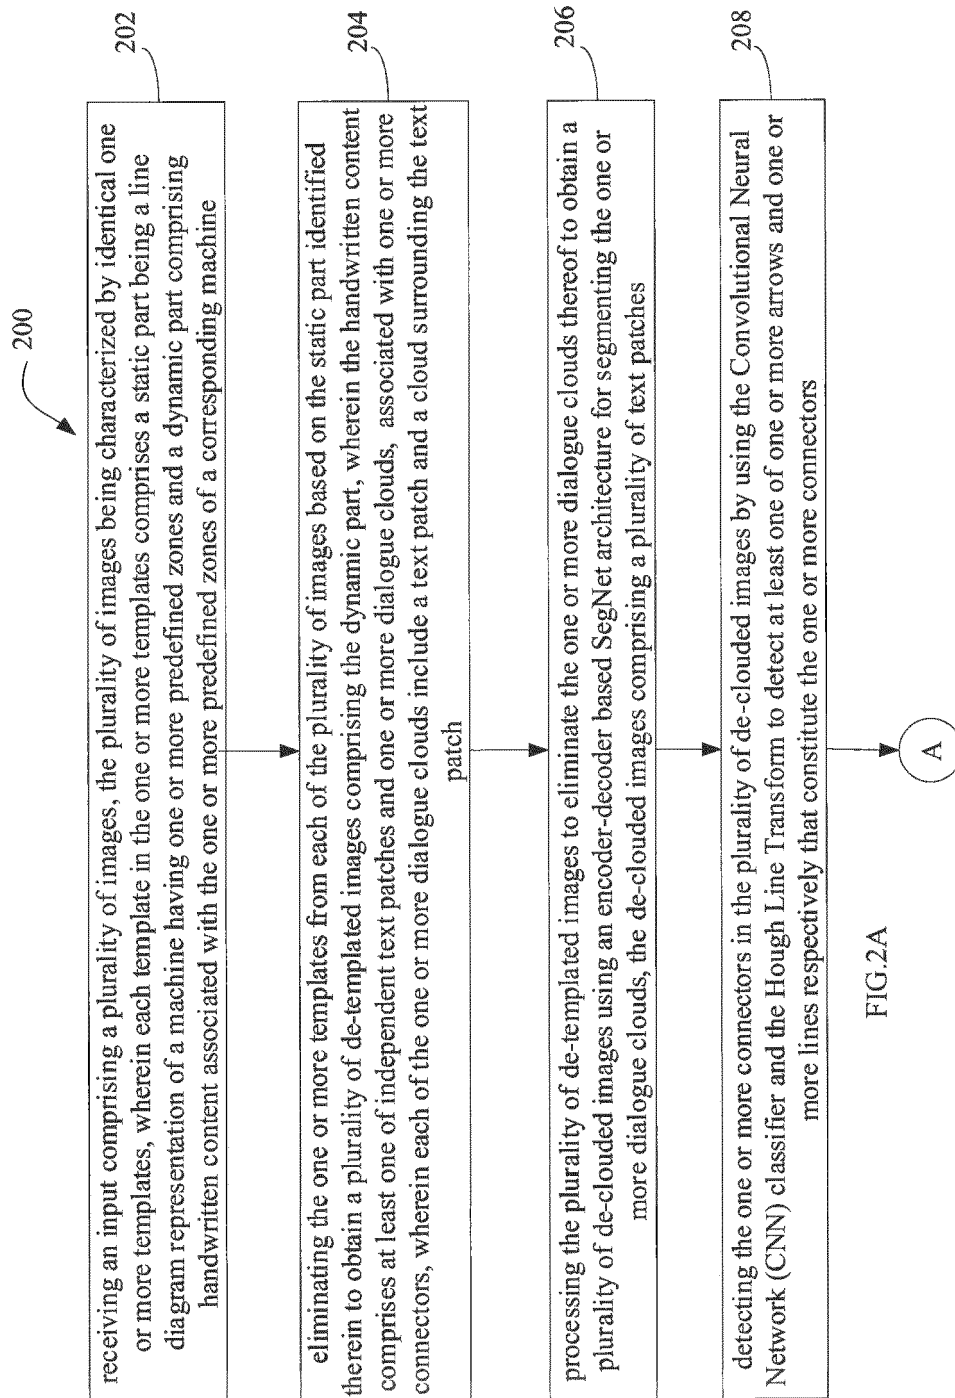 200
202
receiving an input comprising a plurality of images, the plurality of images being characterized by identical one
or more templates, wherein each template in the one or more templates comprises a static part being a line
diagram representation of a machine having one or more predefined zones and a dynamic part comprising
handwritten content associated with the one or more predefined zones of a corresponding machine
204
eliminating the one or more templates from each of the plurality of images based on the static part identified
therein to obtain a plurality of de-templated images comprising the dynamic part, wherein the handwritten content
comprises at least one of independent text patches and one or more dialogue clouds, associated with one or more
connectors, wherein each of the one or more dialogue clouds include a text patch and a cloud surrounding the text
patch
206
processing the plurality of de-templated images to eliminate the one or more dialogue clouds thereof to obtain a
plurality of de-clouded images using an encoder-decoder based SegNet architecture for segmenting the one or
more dialogue clouds, the de-clouded images comprising a plurality of text patches
208
detecting the one or more connectors in the plurality of de-clouded images by using the Convolutional Neural
Network (CNN) classifier and the Hough Line Transform to detect at least one of one or more arrows and one or
more lines respectively that constitute the one or more connectors
A
FIG.2A